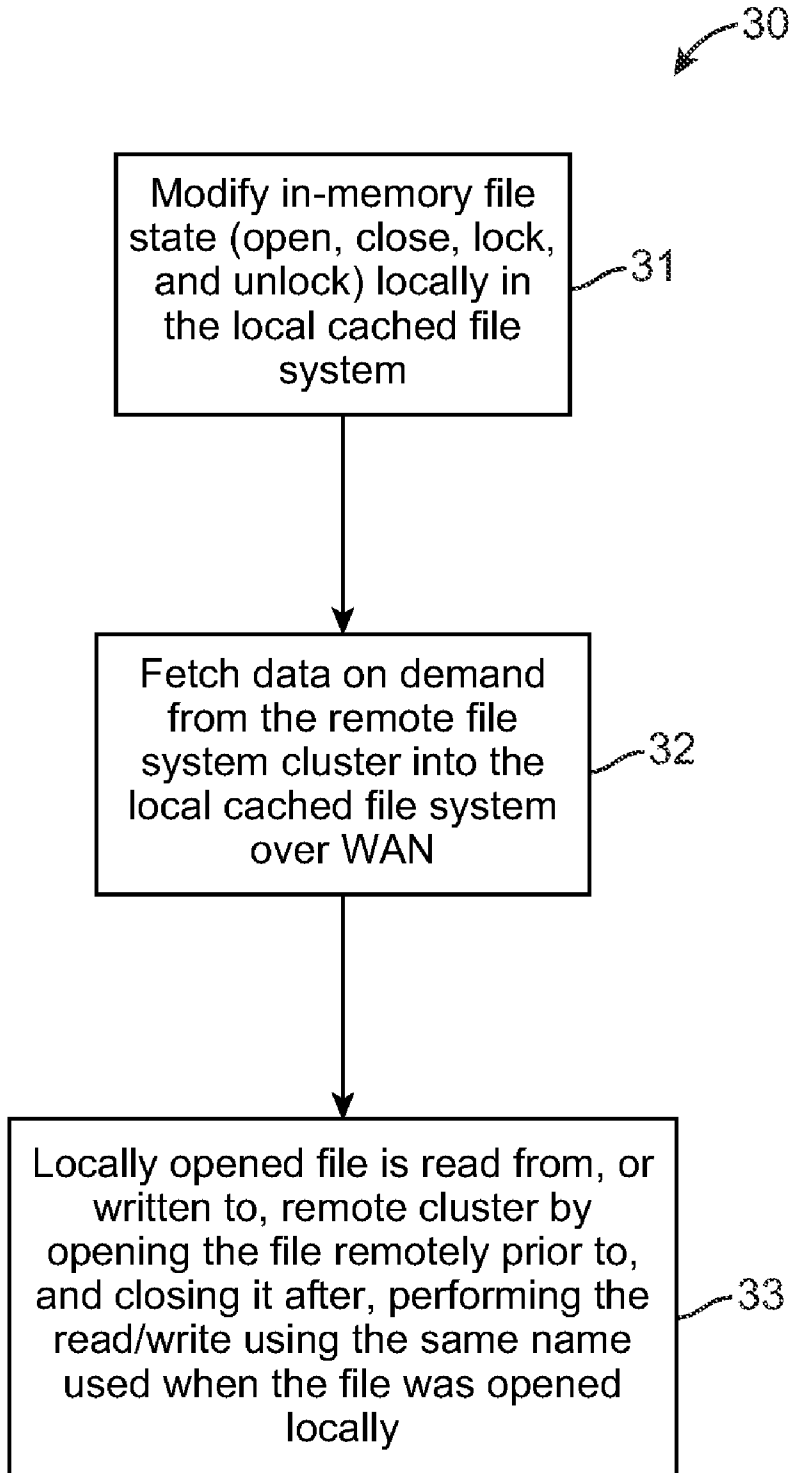 30
Modify in-memory file
state (open, close, lock,
and unlock) locally in
the local cached file
system
31
Fetch data on demand
from the remote file
system cluster into the
local cached file system
over WAN
32
Locally opened file is read from, or
written to, remote cluster by
opening the file remotely prior to,
and closing it after, performing the
read/write using the same name
used when the file was opened
locally
33